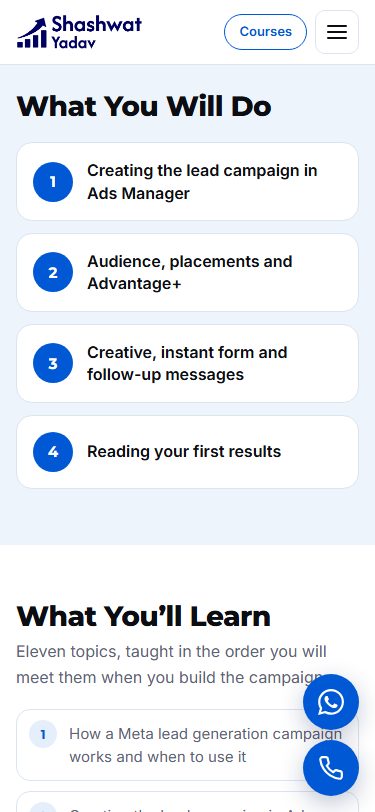 Shashwat
Yadav
Courses
What You Will Do
1
Creating the lead campaign in
Ads Manager
2
Audience, placements and
Advantage+
3
Creative, instant form and
follow-up messages
4
Reading your first results
What You’ll Learn
Eleven topics, taught in the order you will
meet them when you build the campaign.
1
How a Meta lead generation campaign
works and when to use it